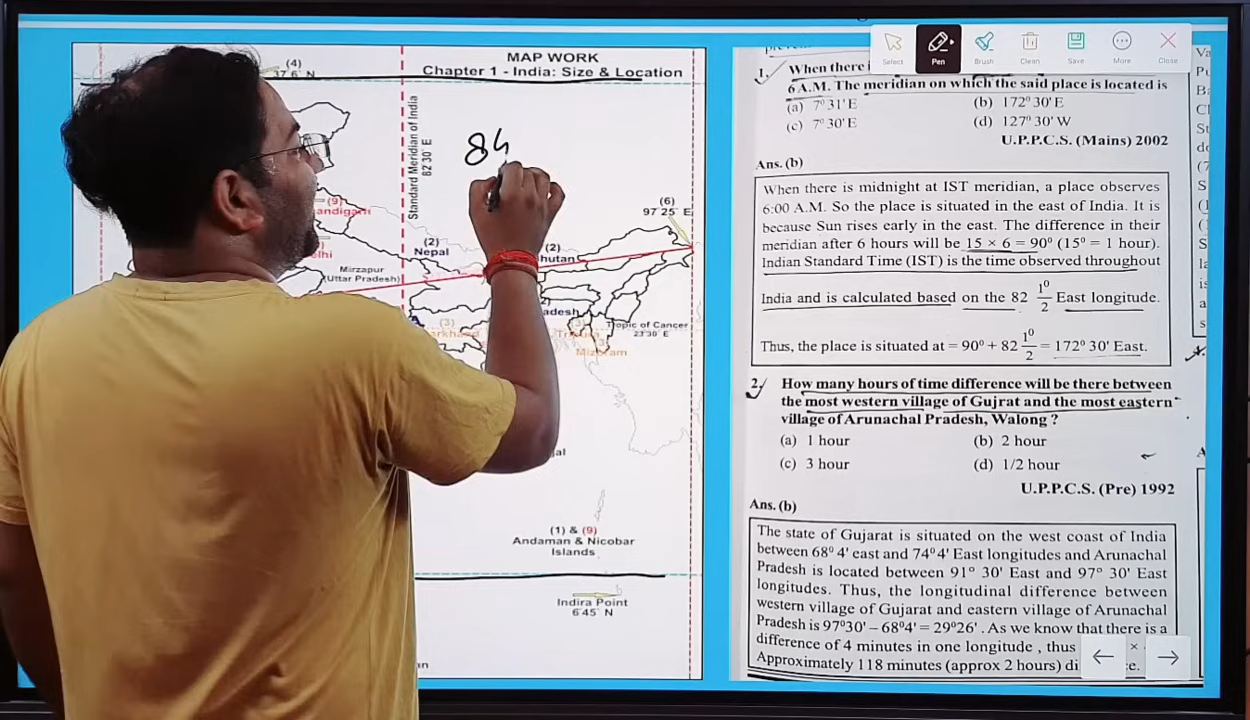 MAP WORK
Chapter 1 - India: Size & Location
(4)
37°6' N
Standard Meridian of India
82°30' E
84
(9)
andigarh
elhi
Mirzapur
(Uttar Pradesh)
(2)
Nepal
(2)
Bhutan
(6)
97°25' E
adesh
(3)
arkhand
Tropic of Cancer
23°30' E
Mizoram
al
(1) & (9)
Andaman & Nicobar
Islands
Indira Point
6°45' N
Select
Pen
Brush
Clean
Save
More
Close
1. When there i
6 A.M. The meridian on which the said place is located is
(a) 7°31'E
(b) 172°30'E
(c) 7°30'E
(d) 127°30'W
U.P.P.C.S. (Mains) 2002
Ans. (b)
When there is midnight at IST meridian, a place observes
6:00 A.M. So the place is situated in the east of India. It is
because Sun rises early in the east. The difference in their
meridian after 6 hours will be 15 × 6 = 90° (15° = 1 hour).
Indian Standard Time (IST) is the time observed throughout
India and is calculated based on the 82 1°/2 East longitude.
Thus, the place is situated at = 90° + 82 1°/2 = 172° 30' East.
2. How many hours of time difference will be there between
the most western village of Gujrat and the most eastern
village of Arunachal Pradesh, Walong ?
(a) 1 hour
(b) 2 hour
(c) 3 hour
(d) 1/2 hour
U.P.P.C.S. (Pre) 1992
Ans. (b)
The state of Gujarat is situated on the west coast of India
between 68° 4' east and 74°4' East longitudes and Arunachal
Pradesh is located between 91° 30' East and 97° 30' East
longitudes. Thus, the longitudinal difference between
western village of Gujarat and eastern village of Arunachal
Pradesh is 97°30' – 68°4' = 29°26'. As we know that there is a
difference of 4 minutes in one longitude , thus
Approximately 118 minutes (approx 2 hours) di e.